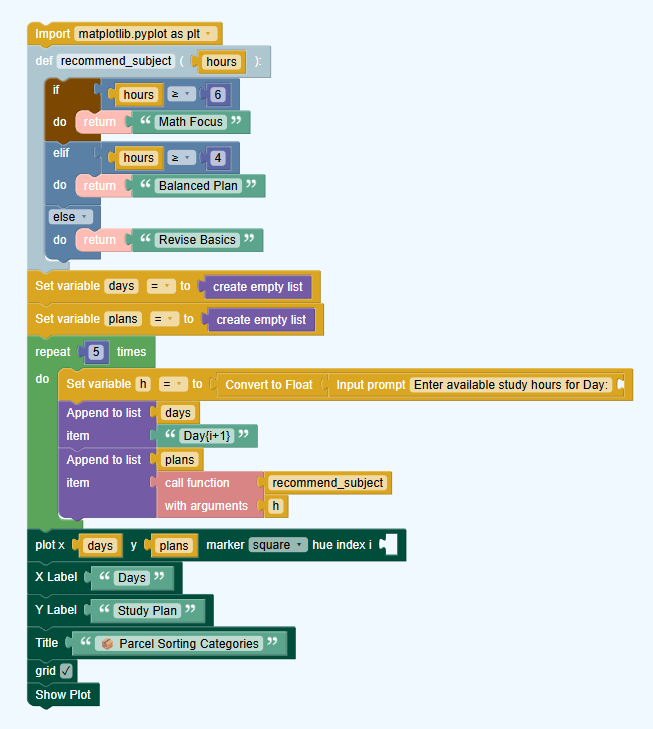 Import matplotlib.pyplot as plt
def recommend_subject ( hours ):
if hours ≥ 6
do return “ Math Focus ”
elif hours ≥ 4
do return “ Balanced Plan ”
else
do return “ Revise Basics ”
Set variable days = to create empty list
Set variable plans = to create empty list
repeat 5 times
do Set variable h = to Convert to Float Input prompt Enter available study hours for Day:
Append to list days
item “ Day{i+1} ”
Append to list plans
item call function recommend_subject
with arguments h
plot x days y plans marker square hue index i
X Label “ Days ”
Y Label “ Study Plan ”
Title “ 📦 Parcel Sorting Categories ”
grid
Show Plot